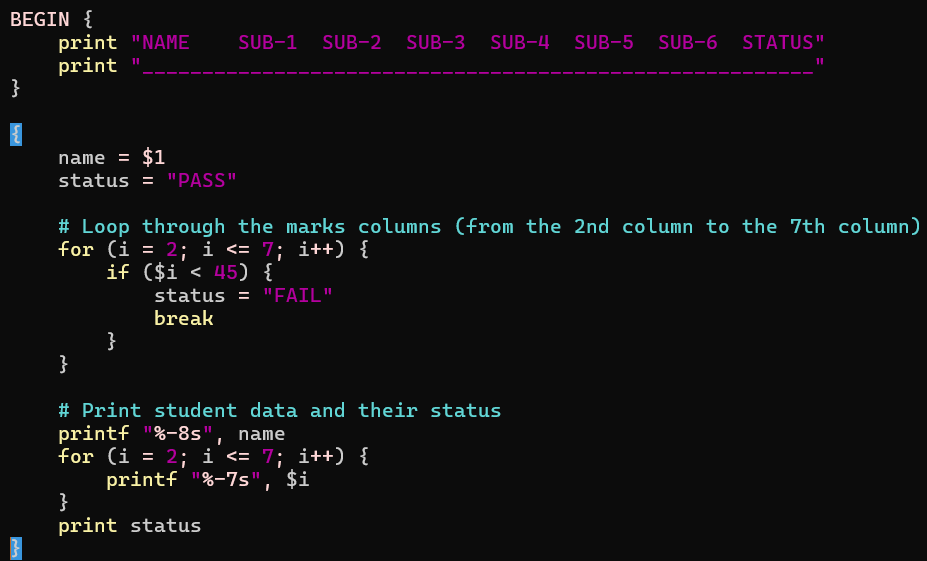 BEGIN {
    print "NAME    SUB-1  SUB-2  SUB-3  SUB-4  SUB-5  SUB-6  STATUS"
    print "________________________________________________________"
}

{
    name = $1
    status = "PASS"

    # Loop through the marks columns (from the 2nd column to the 7th column)
    for (i = 2; i <= 7; i++) {
        if ($i < 45) {
            status = "FAIL"
            break
        }
    }

    # Print student data and their status
    printf "%-8s", name
    for (i = 2; i <= 7; i++) {
        printf "%-7s", $i
    }
    print status
}